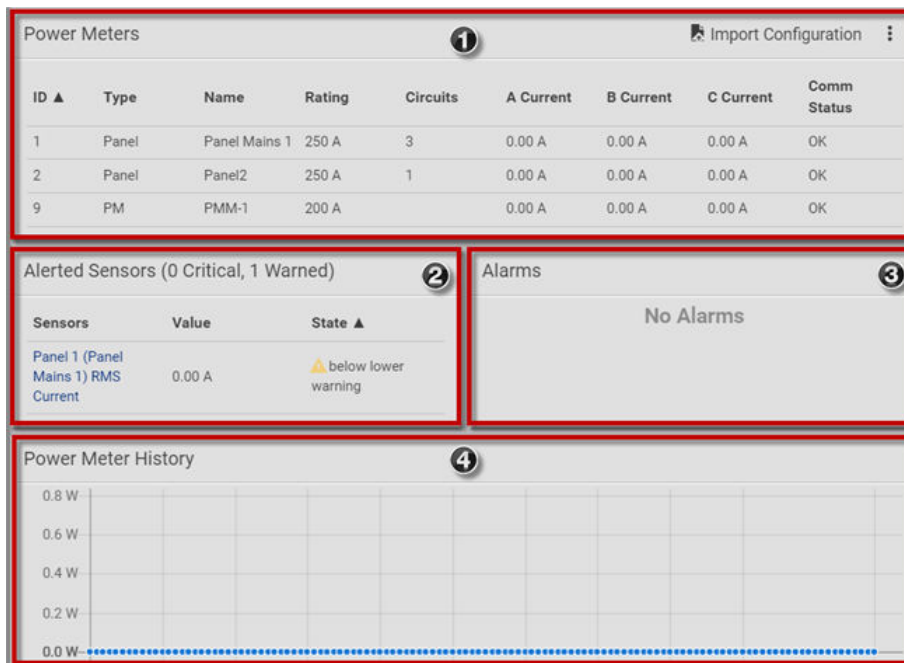 Power Meters
1
Import Configuration
ID ▲ Type Name Rating Circuits A Current B Current C Current Comm Status
1 Panel Panel Mains 1 250 A 3 0.00 A 0.00 A 0.00 A OK
2 Panel Panel2 250 A 1 0.00 A 0.00 A 0.00 A OK
9 PM PMM-1 200 A 0.00 A 0.00 A 0.00 A OK
Alerted Sensors (0 Critical, 1 Warned)
2
Sensors Value State ▲
Panel 1 (Panel
Mains 1) RMS
Current
0.00 A
below lower
warning
Alarms
3
No Alarms
Power Meter History
4
0.8 W
0.6 W
0.4 W
0.2 W
0.0 W